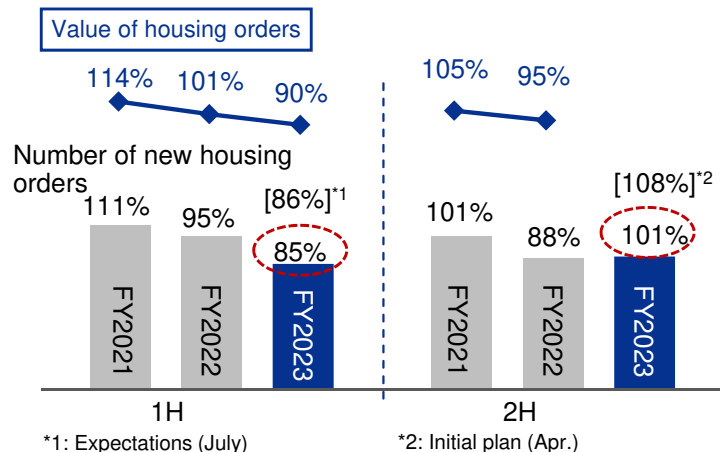 Value of housing orders
114%
101%
90%
105%
95%
Number of new housing
orders
111%
95%
[86%]*1
85%
101%
88%
[108%]*2
101%
FY2021
FY2022
FY2023
FY2021
FY2022
FY2023
1H
2H
*1: Expectations (July)
*2: Initial plan (Apr.)